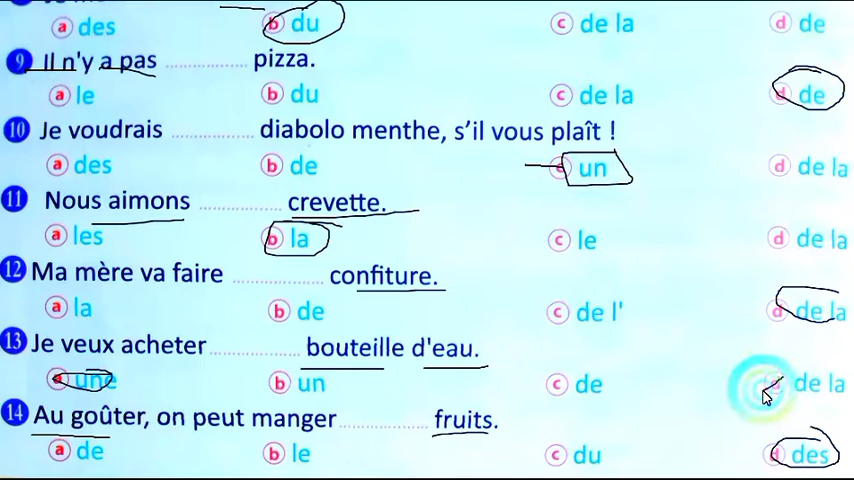 a des b du c de la d de
9 Il n'y a pas ................ pizza.
a le b du c de la d de
10 Je voudrais ................ diabolo menthe, s'il vous plaît !
a des b de c un d de la
11 Nous aimons ................ crevette.
a les b la c le d de la
12 Ma mère va faire ................ confiture.
a la b de c de l' d de la
13 Je veux acheter ................ bouteille d'eau.
a une b un c de d de la
14 Au goûter, on peut manger ................ fruits.
a de b le c du d des